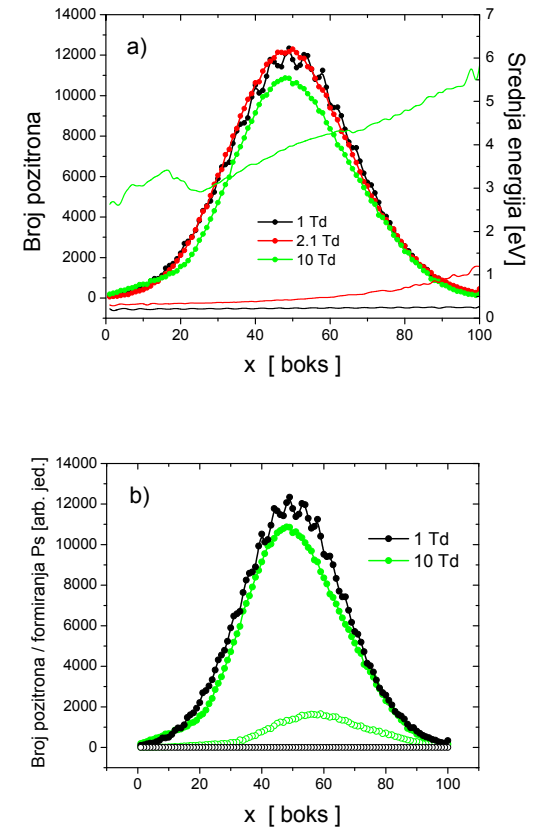 a)
14000
12000
10000
8000
6000
4000
2000
0
Broj pozitrona
7
6
5
4
3
2
1
0
Srednja energija [eV]
1 Td
2.1 Td
10 Td
0 20 40 60 80 100
x [ boks ]
b)
14000
12000
10000
8000
6000
4000
2000
0
Broj pozitrona / formiranja Ps [arb. jed.]
1 Td
10 Td
0 20 40 60 80 100
x [ boks ]